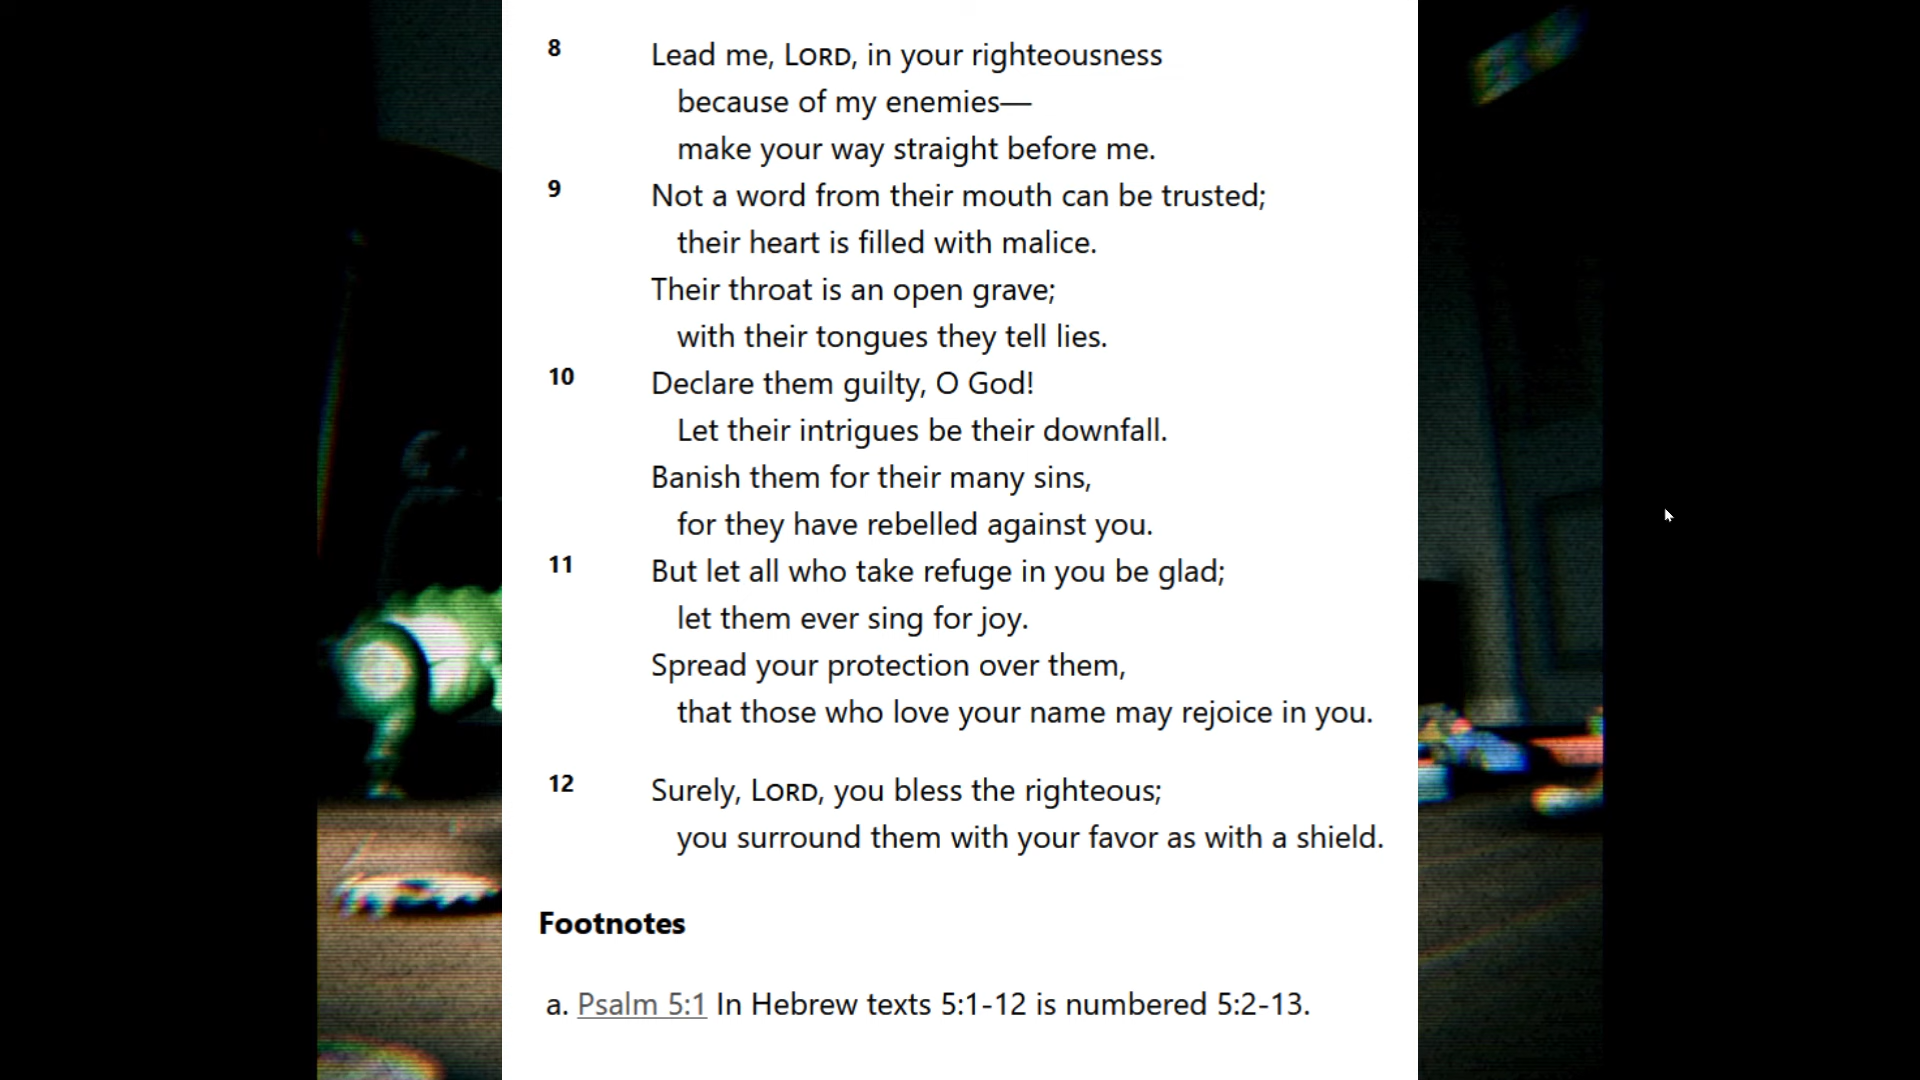 8 Lead me, LORD, in your righteousness
because of my enemies—
make your way straight before me.
9 Not a word from their mouth can be trusted;
their heart is filled with malice.
Their throat is an open grave;
with their tongues they tell lies.
10 Declare them guilty, O God!
Let their intrigues be their downfall.
Banish them for their many sins,
for they have rebelled against you.
11 But let all who take refuge in you be glad;
let them ever sing for joy.
Spread your protection over them,
that those who love your name may rejoice in you.
12 Surely, LORD, you bless the righteous;
you surround them with your favor as with a shield.
Footnotes
a. Psalm 5:1 In Hebrew texts 5:1-12 is numbered 5:2-13.